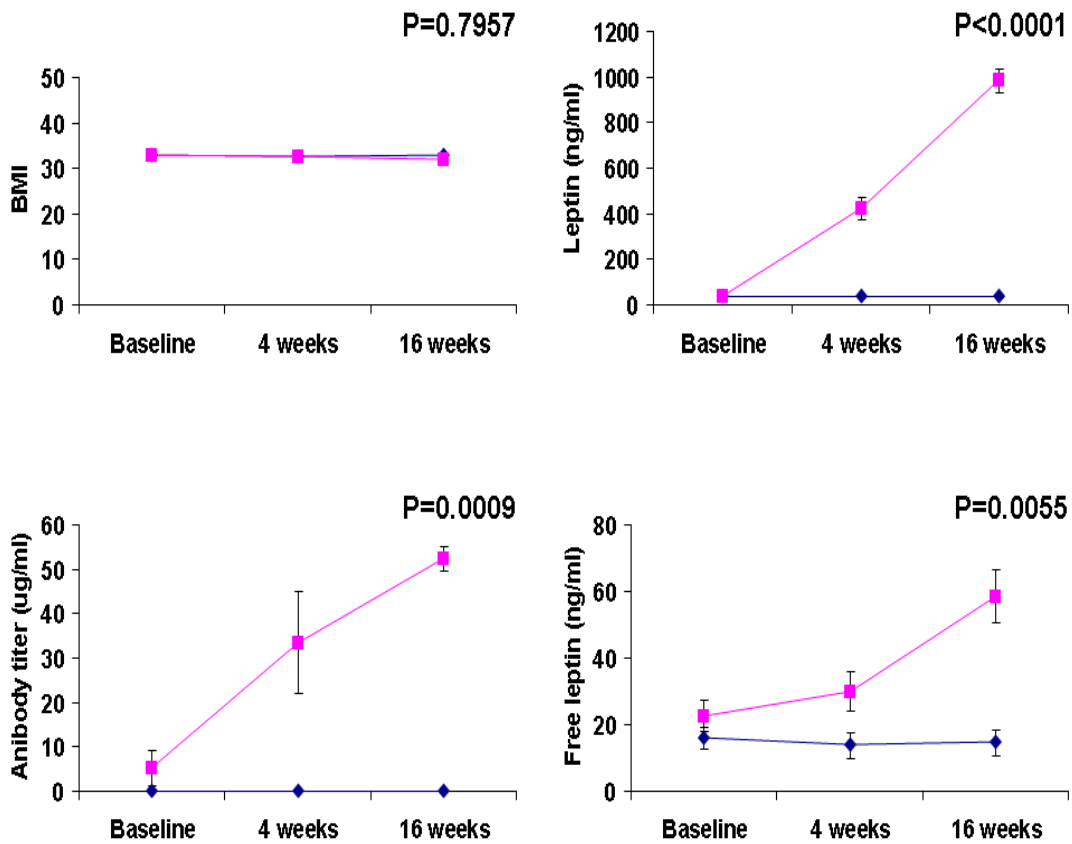 P=0.7957
BMI
50
40
30
20
10
0
Baseline 4 weeks 16 weeks
P<0.0001
Leptin (ng/ml)
1200
1000
800
600
400
200
0
Baseline 4 weeks 16 weeks
P=0.0009
Anibody titer (ug/ml)
60
50
40
30
20
10
0
Baseline 4 weeks 16 weeks
P=0.0055
Free leptin (ng/ml)
80
60
40
20
0
Baseline 4 weeks 16 weeks